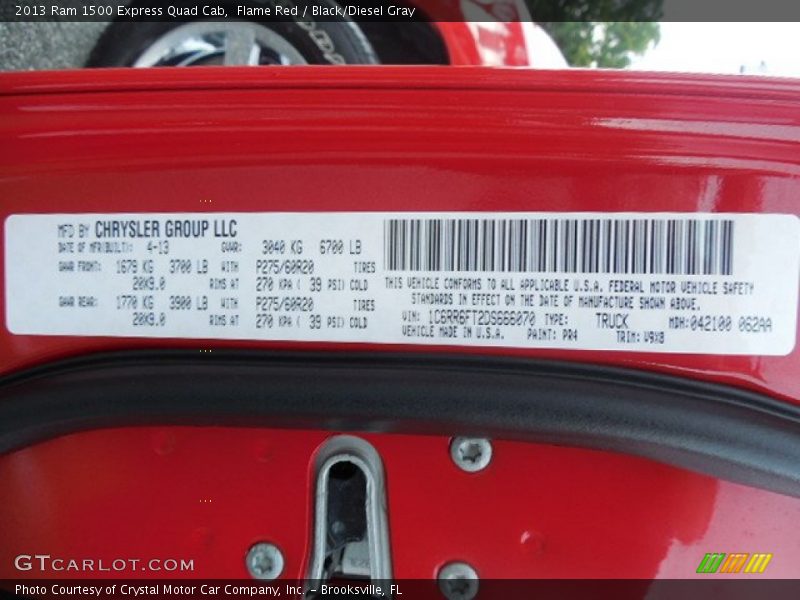 2013 Ram 1500 Express Quad Cab, Flame Red / Black/Diesel Gray
MFD BY CHRYSLER GROUP LLC
DATE OF MFR(BUILT): 4-13 GVWR: 3040 KG 6700 LB
GAWR FRONT: 1679 KG 3700 LB WITH P275/60R20 TIRES
20X9.0 RIMS AT 270 KPA ( 39 PSI) COLD
GAWR REAR: 1770 KG 3900 LB WITH P275/60R20 TIRES
20X9.0 RIMS AT 270 KPA ( 39 PSI) COLD
THIS VEHICLE CONFORMS TO ALL APPLICABLE U.S.A. FEDERAL MOTOR VEHICLE SAFETY
STANDARDS IN EFFECT ON THE DATE OF MANUFACTURE SHOWN ABOVE.
VIN: 1C6RR6FT2DS666070 TYPE: TRUCK MDH:042100 062AA
VEHICLE MADE IN U.S.A. PAINT: PR4 TRIM: V9X8
GTCARLOT.COM
Photo Courtesy of Crystal Motor Car Company, Inc. - Brooksville, FL